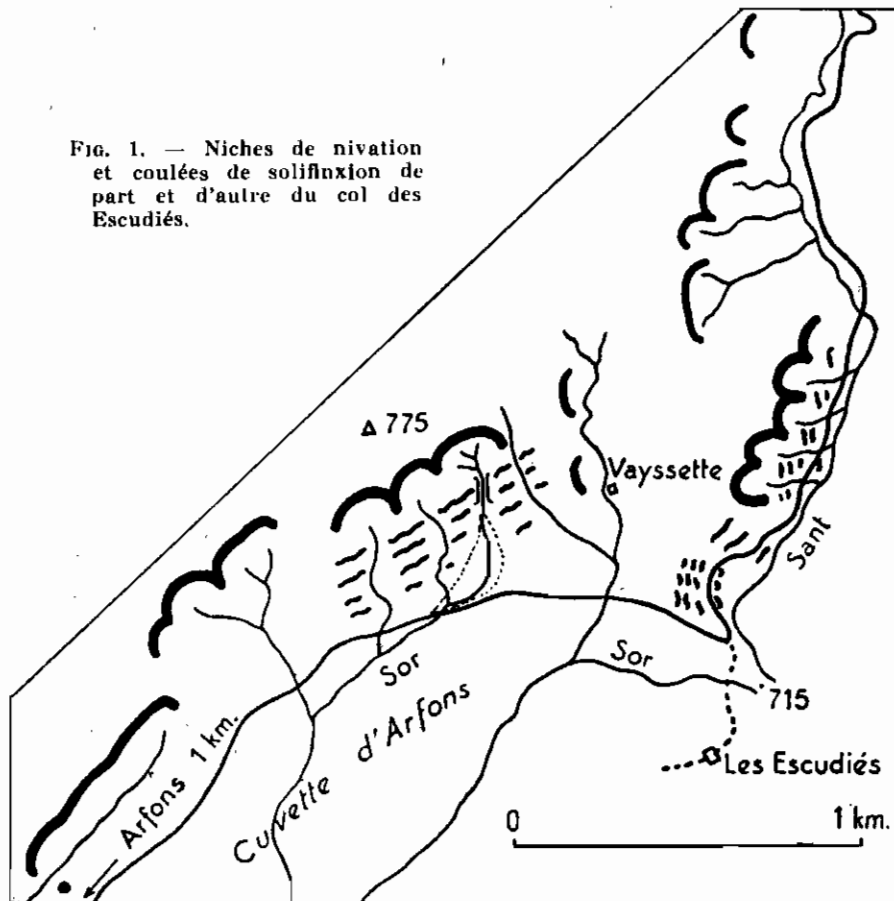 FIG. 1. — Niches de nivation
et coulées de solifinxion de
part et d'autre du col des
Escudiés.
Δ 775
Vayssette
Sant
Sor
Sor
715
Cuvette d'Arfons
Arfons 1 km.
Les Escudiés
0 1 km.